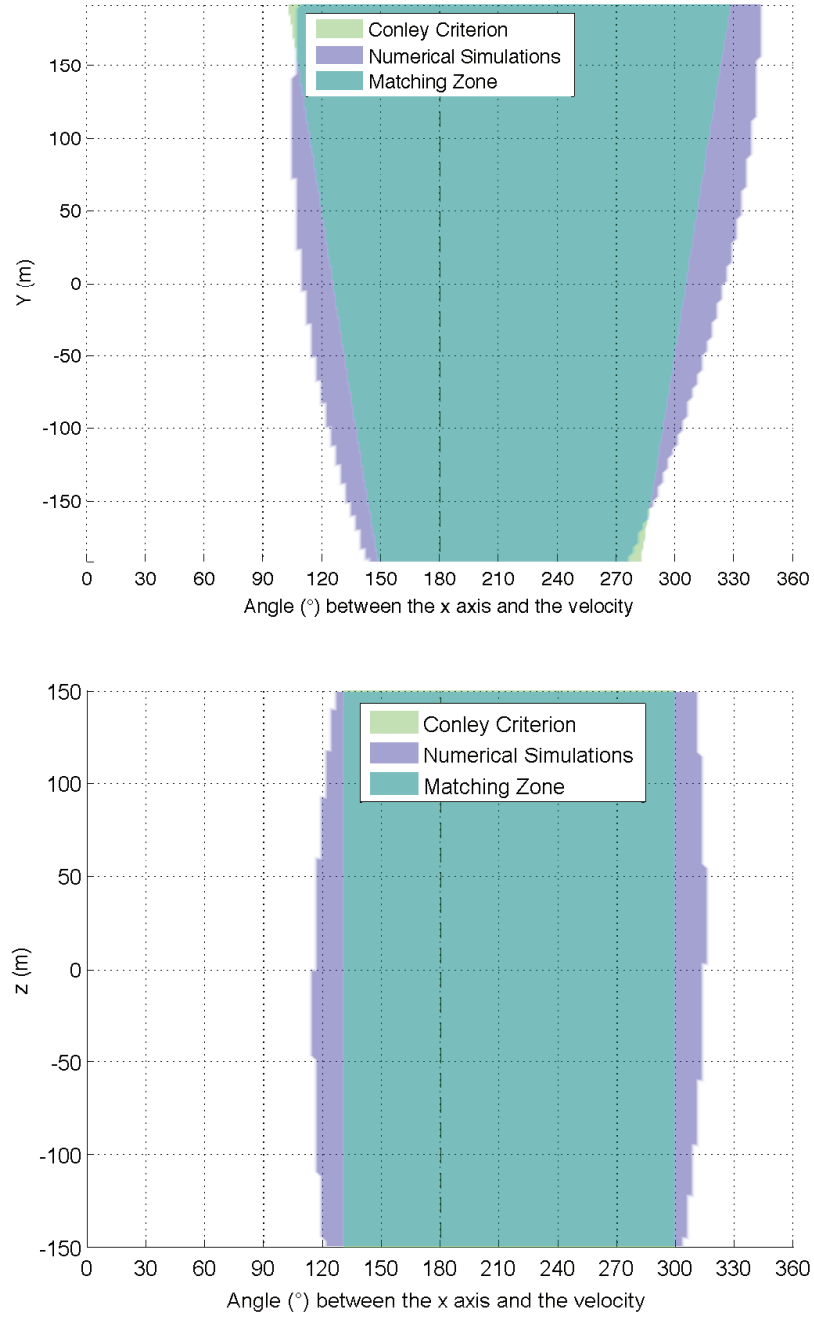 Conley Criterion
Numerical Simulations
Matching Zone
150
100
50
0
-50
-100
-150
Y (m)
0 30 60 90 120 150 180 210 240 270 300 330 360
Angle (°) between the x axis and the velocity
150
100
50
0
-50
-100
-150
z (m)
Conley Criterion
Numerical Simulations
Matching Zone
0 30 60 90 120 150 180 210 240 270 300 330 360
Angle (°) between the x axis and the velocity